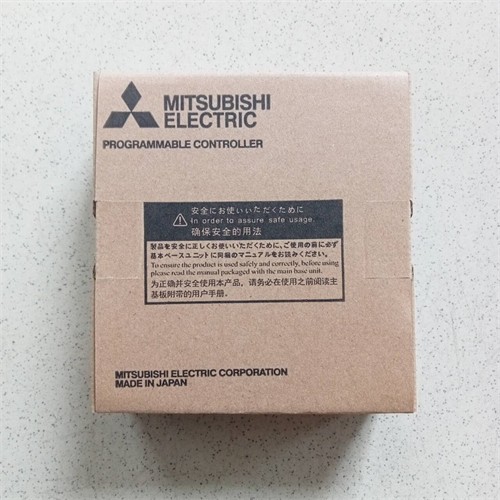 MITSUBISHI
ELECTRIC
PROGRAMMABLE CONTROLLER
安全にお使いいただくために
In order to assure safe usage
确保安全的用法
製品を安全に正しくお使いいただくために、ご使用の前に必ず
基本ベースユニットに同梱のマニュアルをお読みください。
To ensure the product is used safely and correctly, before using
please read the manual packaged with the main base unit.
为正确并安全使用本产品，请务必在使用之前阅读主
基板附带的用户手册．
MITSUBISHI ELECTRIC CORPORATION
MADE IN JAPAN